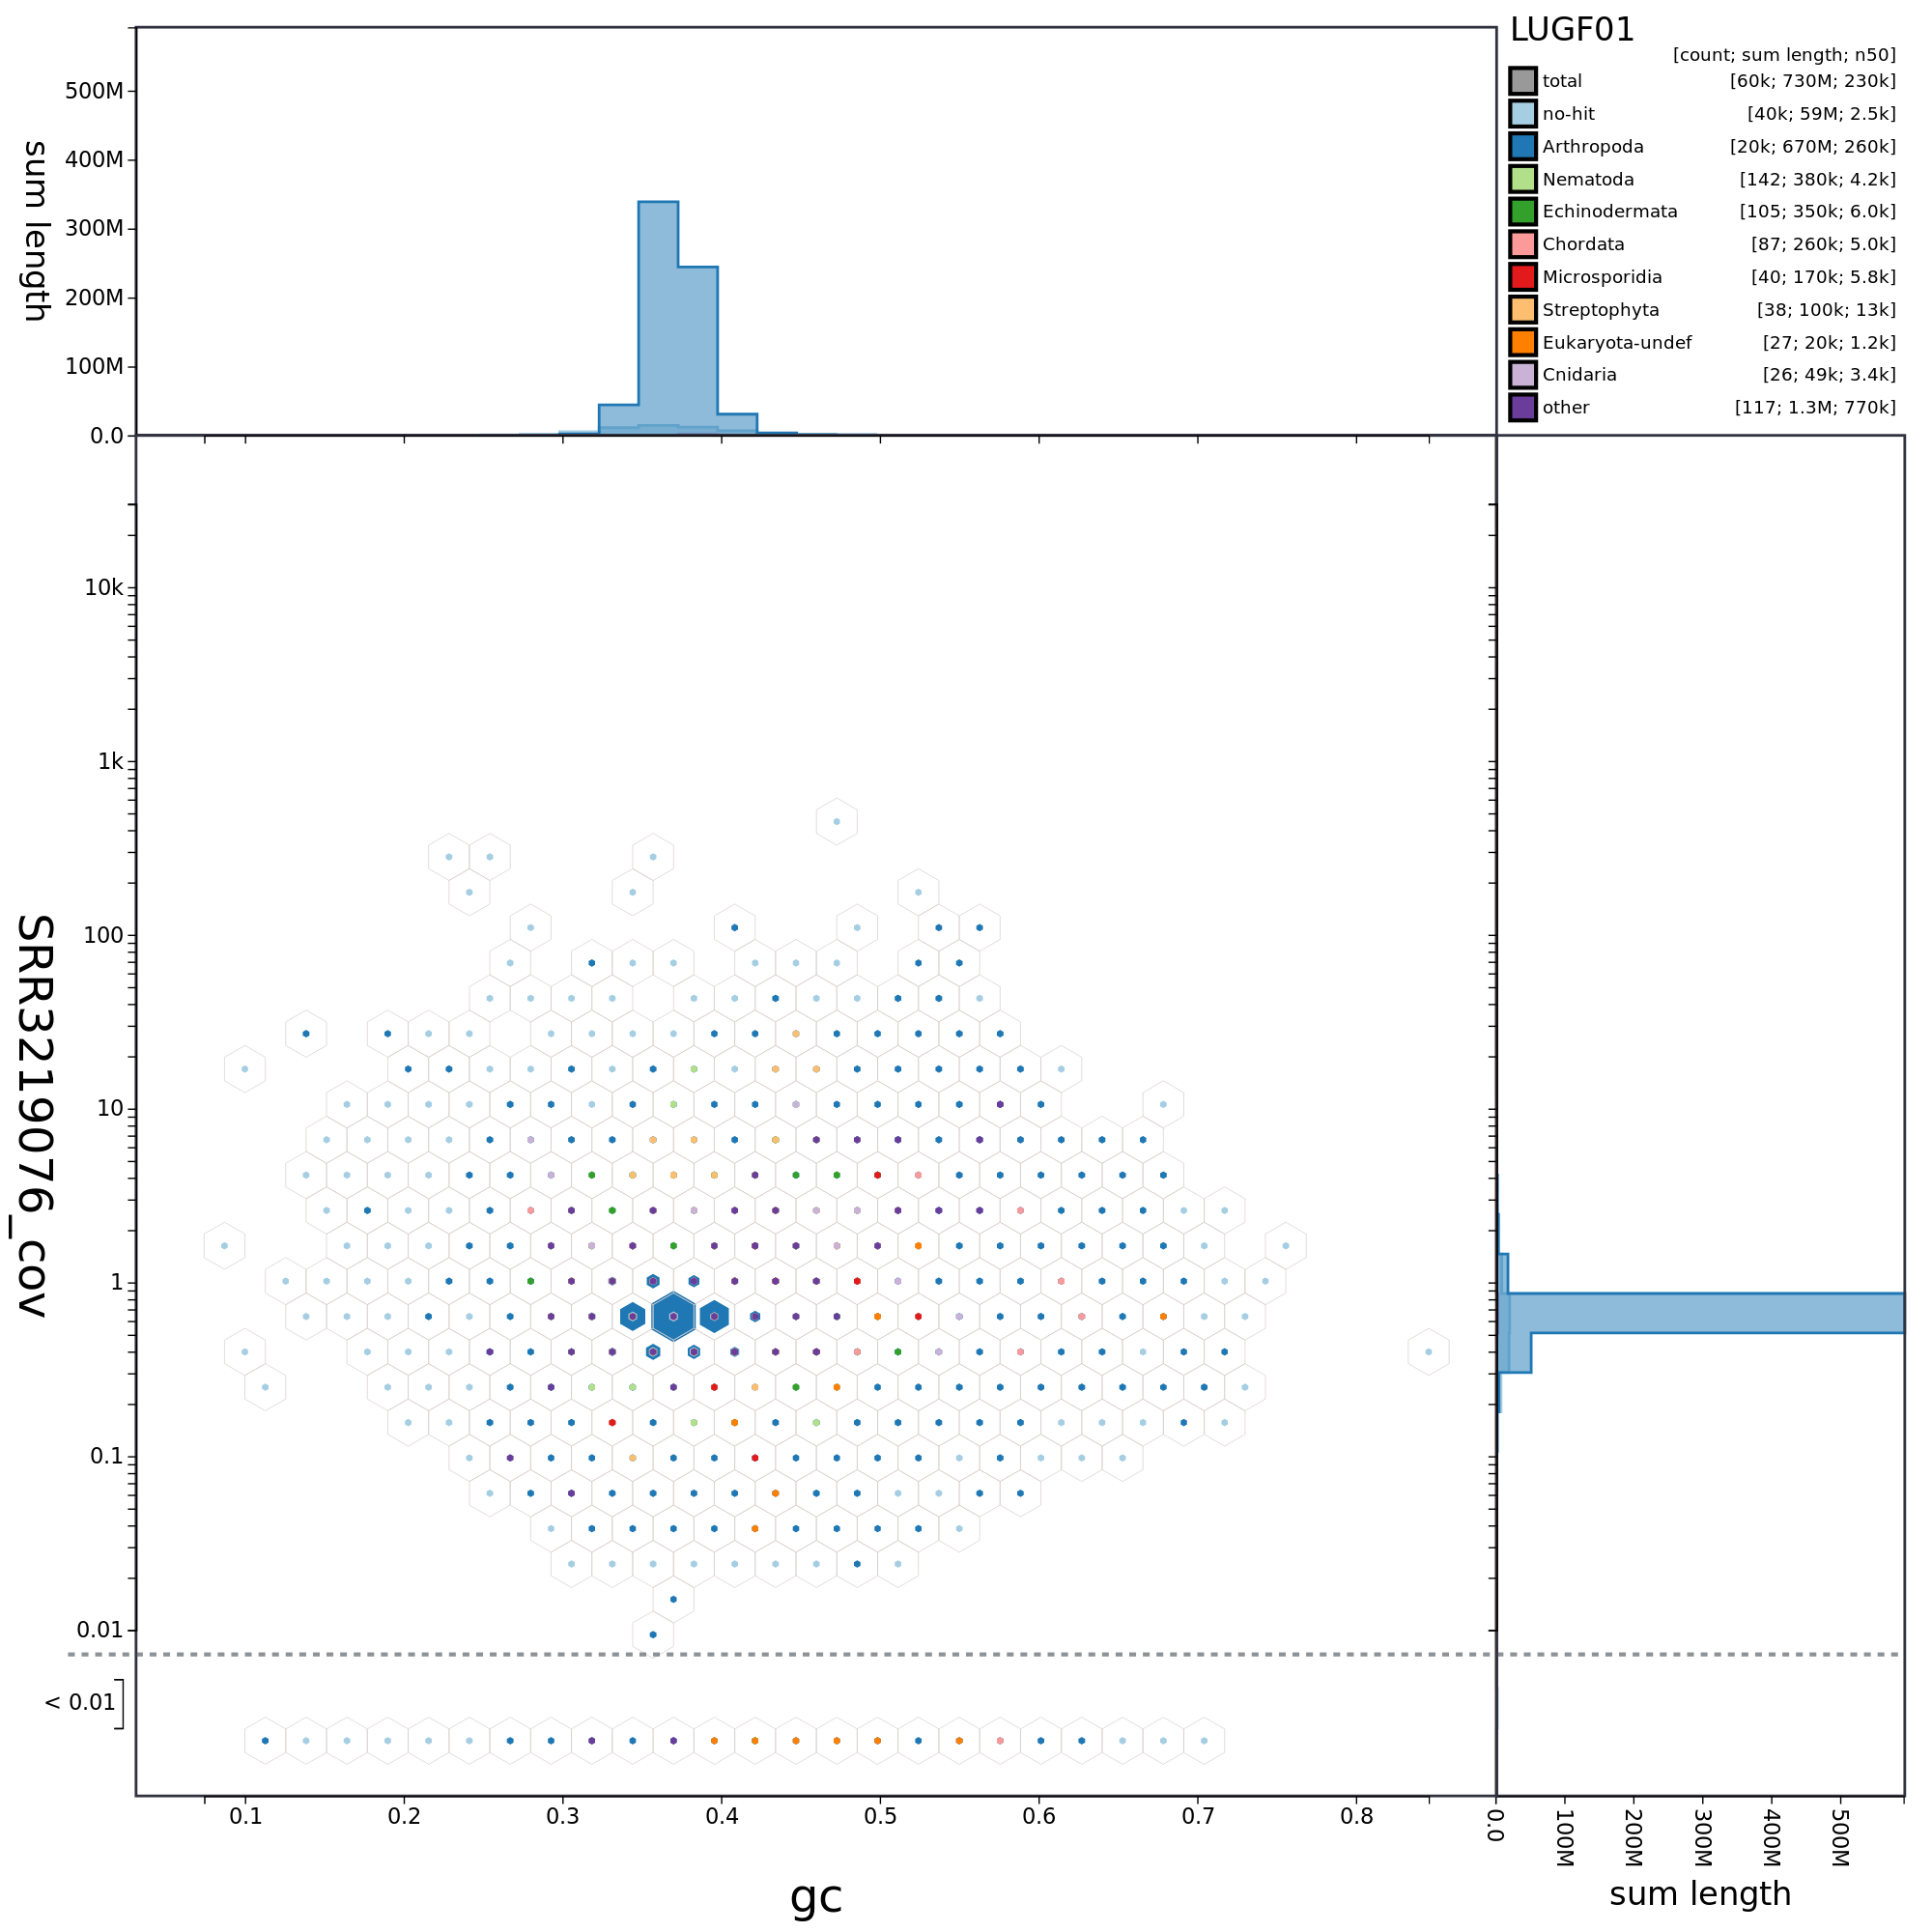 LUGF01
[count; sum length; n50]
total [60k; 730M; 230k]
no-hit [40k; 59M; 2.5k]
Arthropoda [20k; 670M; 260k]
Nematoda [142; 380k; 4.2k]
Echinodermata [105; 350k; 6.0k]
Chordata [87; 260k; 5.0k]
Microsporidia [40; 170k; 5.8k]
Streptophyta [38; 100k; 13k]
Eukaryota-undef [27; 20k; 1.2k]
Cnidaria [26; 49k; 3.4k]
other [117; 1.3M; 770k]
sum length
500M
400M
300M
200M
100M
0.0
SRR3219076_cov
10k
1k
100
10
1
0.1
0.01
< 0.01
0.1 0.2 0.3 0.4 0.5 0.6 0.7 0.8
gc
0.0 100M 200M 300M 400M 500M
sum length